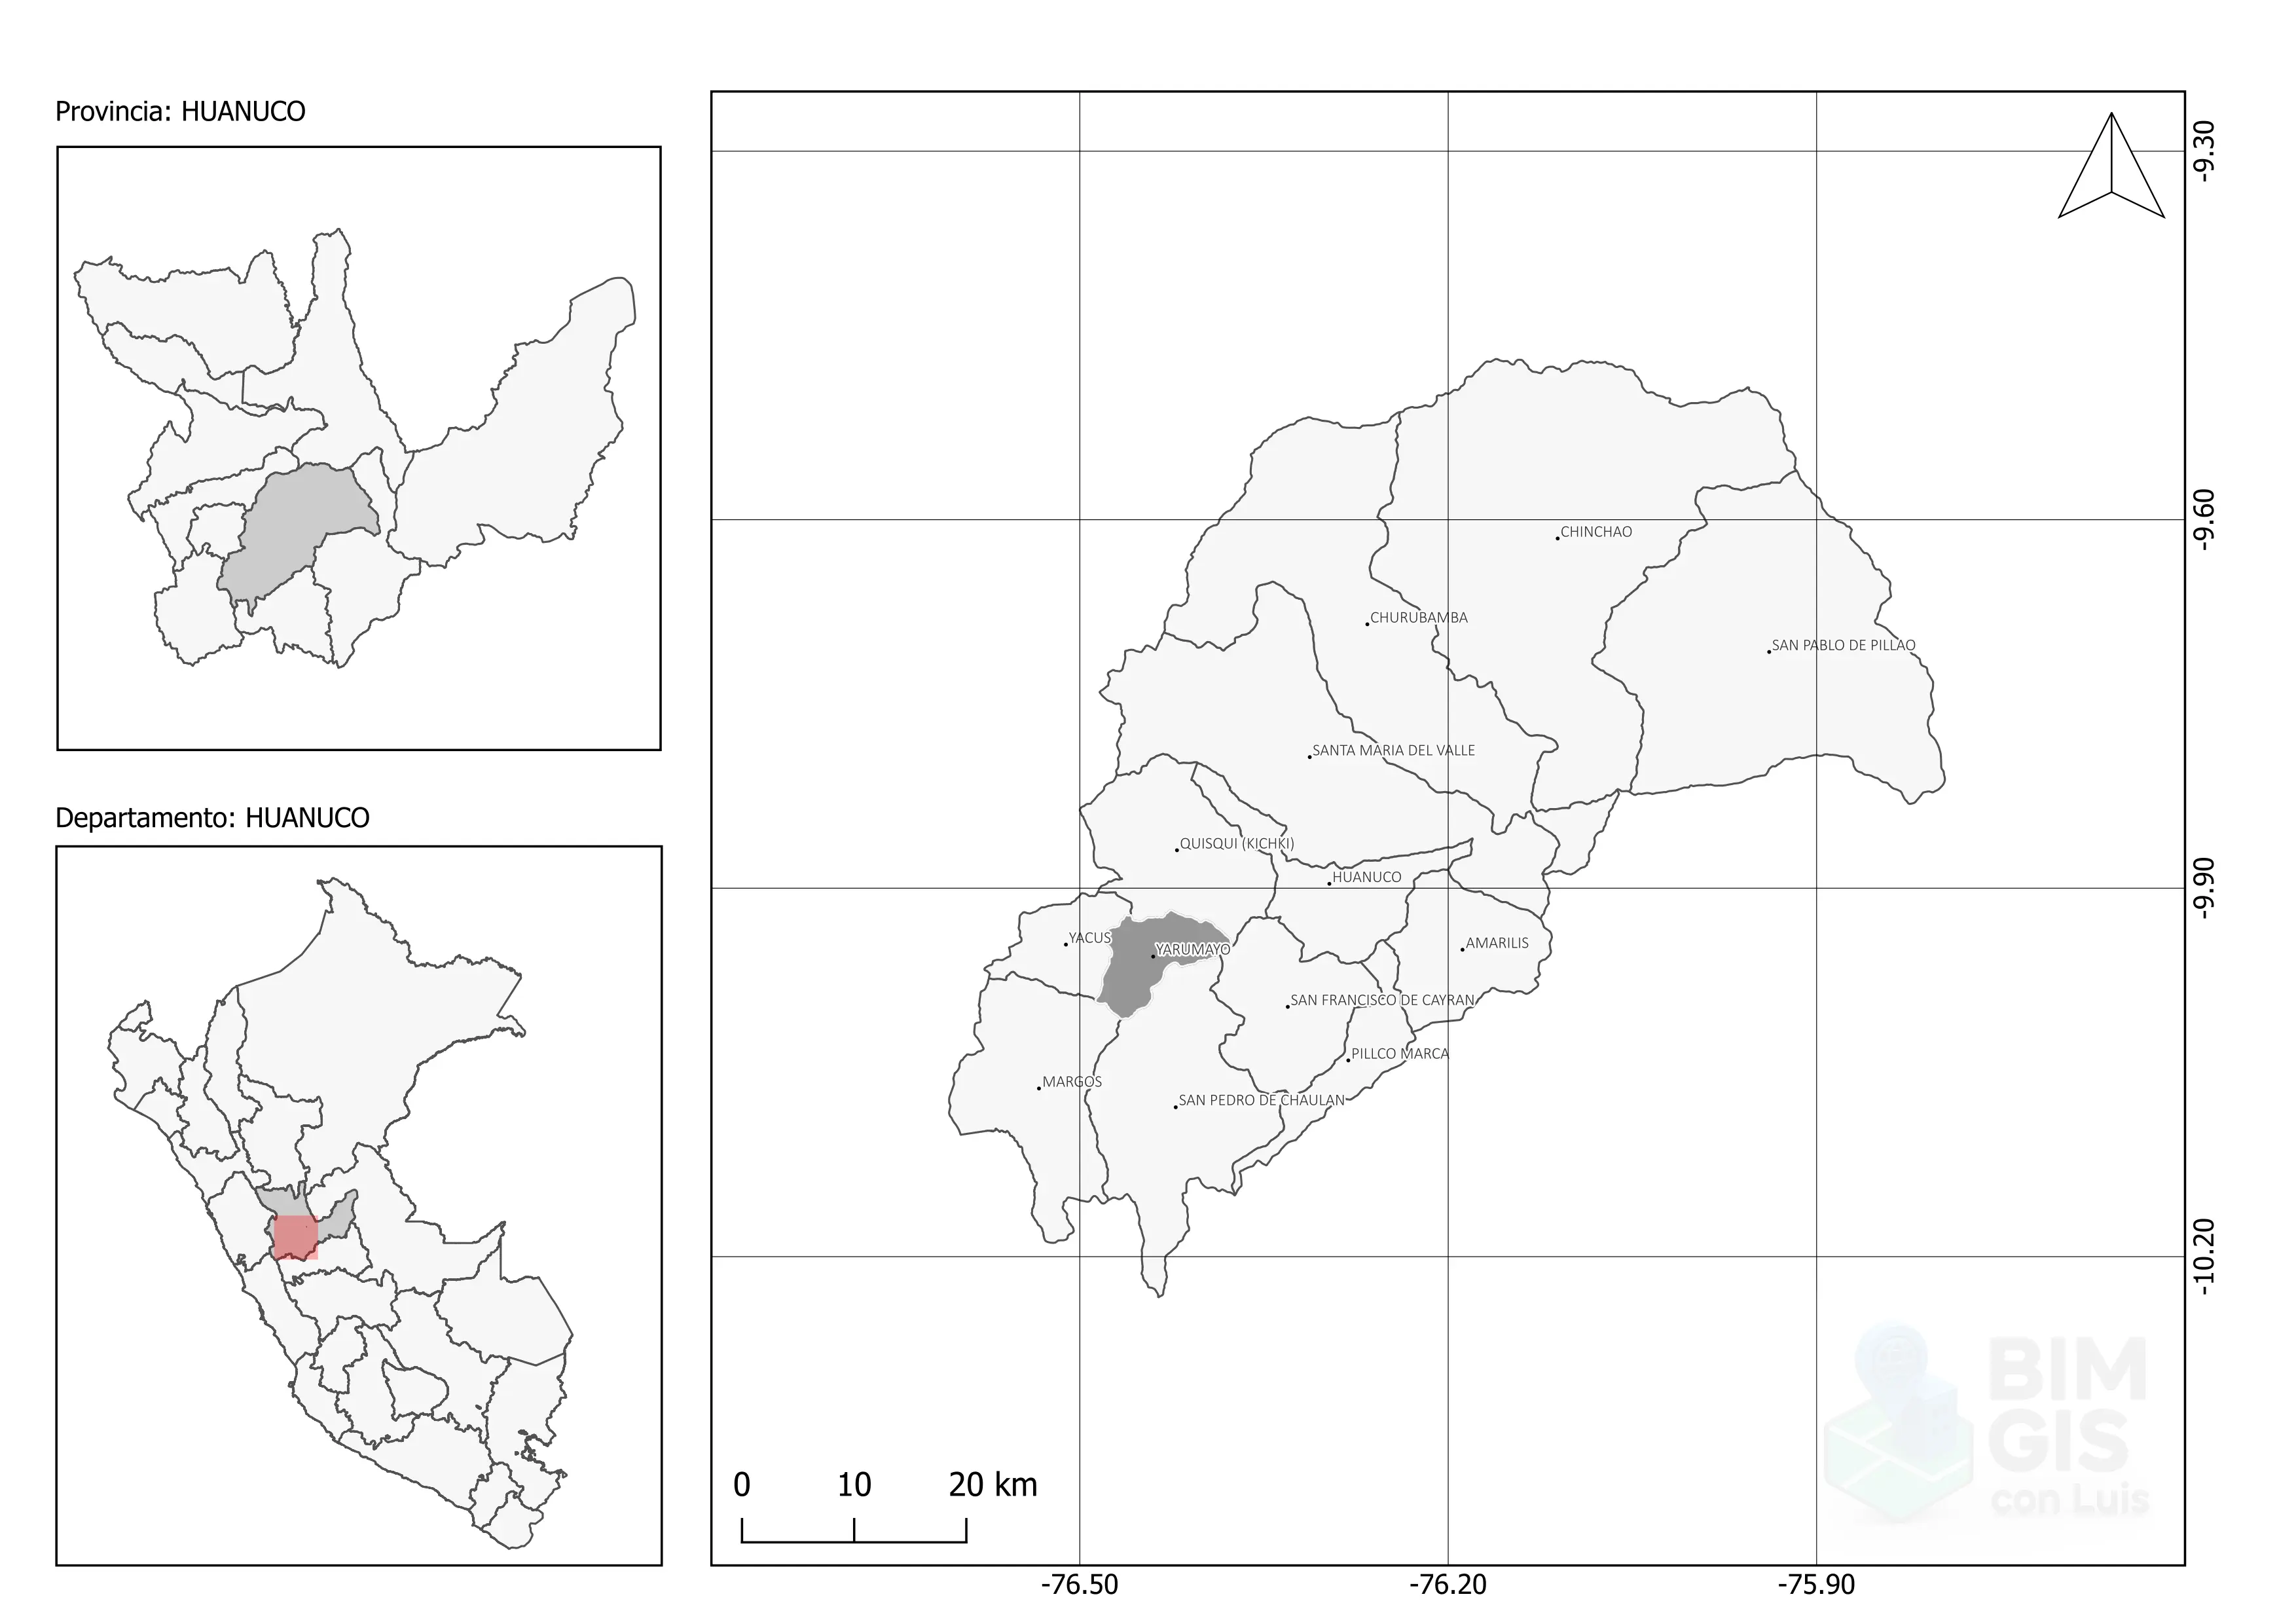 Provincia: HUANUCO
Departamento: HUANUCO
-9.30
-9.60
-9.90
-10.20
CHINCHAO
CHURUBAMBA
SAN PABLO DE PILLAO
SANTA MARIA DEL VALLE
QUISQUI (KICHKI)
HUANUCO
YACUS
YARUMAYO
AMARILIS
SAN FRANCISCO DE CAYRAN
PILLCO MARCA
MARGOS
SAN PEDRO DE CHAULAN
BIM
GIS
con Luis
0 10 20 km
-76.50 -76.20 -75.90